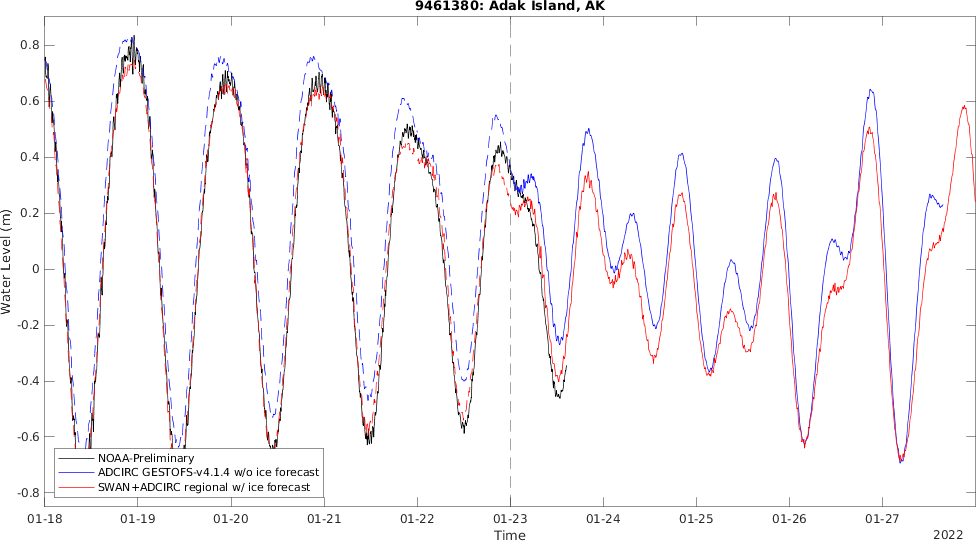 9461380: Adak Island, AK
Water Level (m)
0.8
0.6
0.4
0.2
0
-0.2
-0.4
-0.6
-0.8
NOAA-Preliminary
ADCIRC GESTOFS-v4.1.4 w/o ice forecast
SWAN+ADCIRC regional w/ ice forecast
01-18 01-19 01-20 01-21 01-22 01-23 01-24 01-25 01-26 01-27
Time
2022